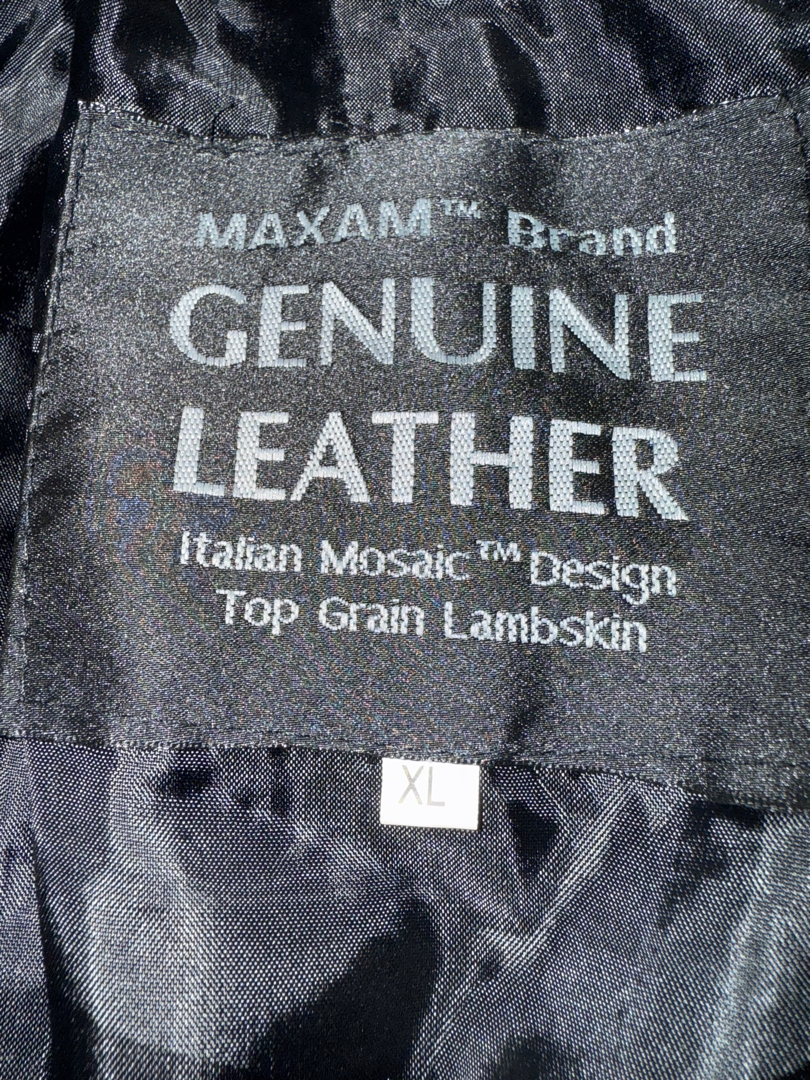 MAXAM™ Brand
GENUINE
LEATHER
Italian Mosaic™ Design
Top Grain Lambskin
XL